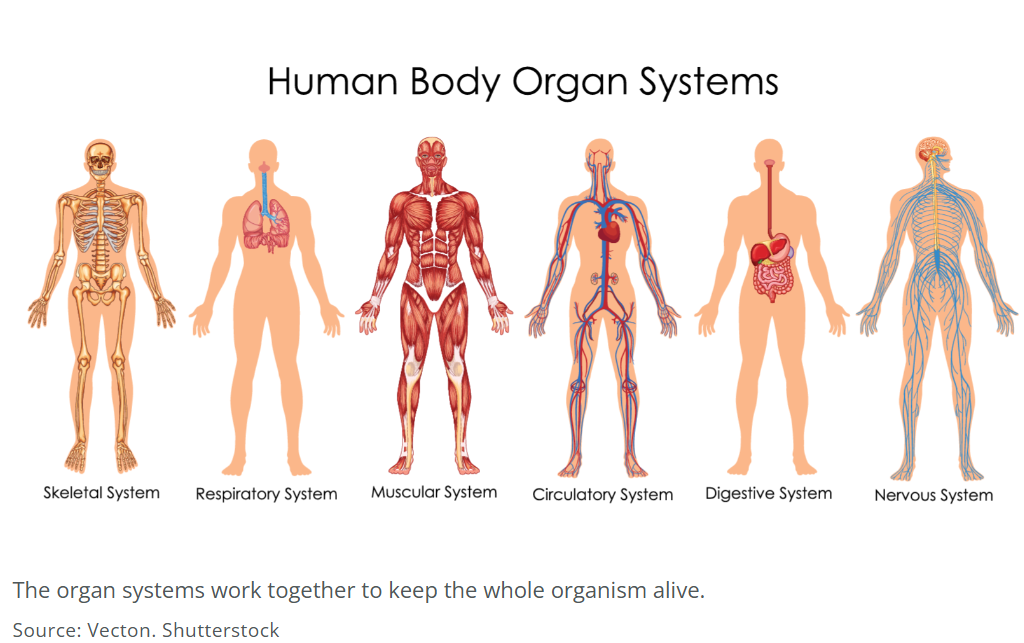 Human Body Organ Systems
Skeletal System
Respiratory System
Muscular System
Circulatory System
Digestive System
Nervous System
The organ systems work together to keep the whole organism alive.
Source: Vecton. Shutterstock